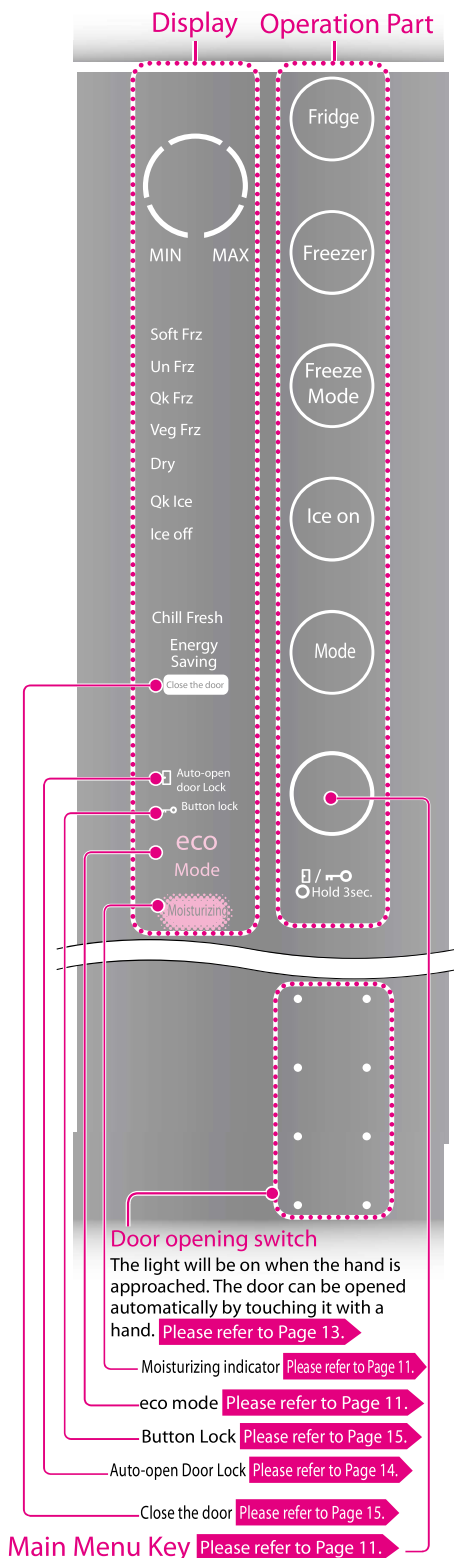 Display Operation Part
Fridge
MIN MAX
Freezer
Soft Frz
Un Frz
Qk Frz
Veg Frz
Dry
Freeze
Mode
Qk Ice
Ice off
Ice on
Chill Fresh
Energy
Saving
Close the door
Mode
Auto-open
door Lock
Button lock
eco
Mode
Moisturizing
/
Hold 3sec.
Door opening switch
The light will be on when the hand is
approached. The door can be opened
automatically by touching it with a
hand. Please refer to Page 13.
Moisturizing indicator Please refer to Page 11.
eco mode Please refer to Page 11.
Button Lock Please refer to Page 15.
Auto-open Door Lock Please refer to Page 14.
Close the door Please refer to Page 15.
Main Menu Key Please refer to Page 11.